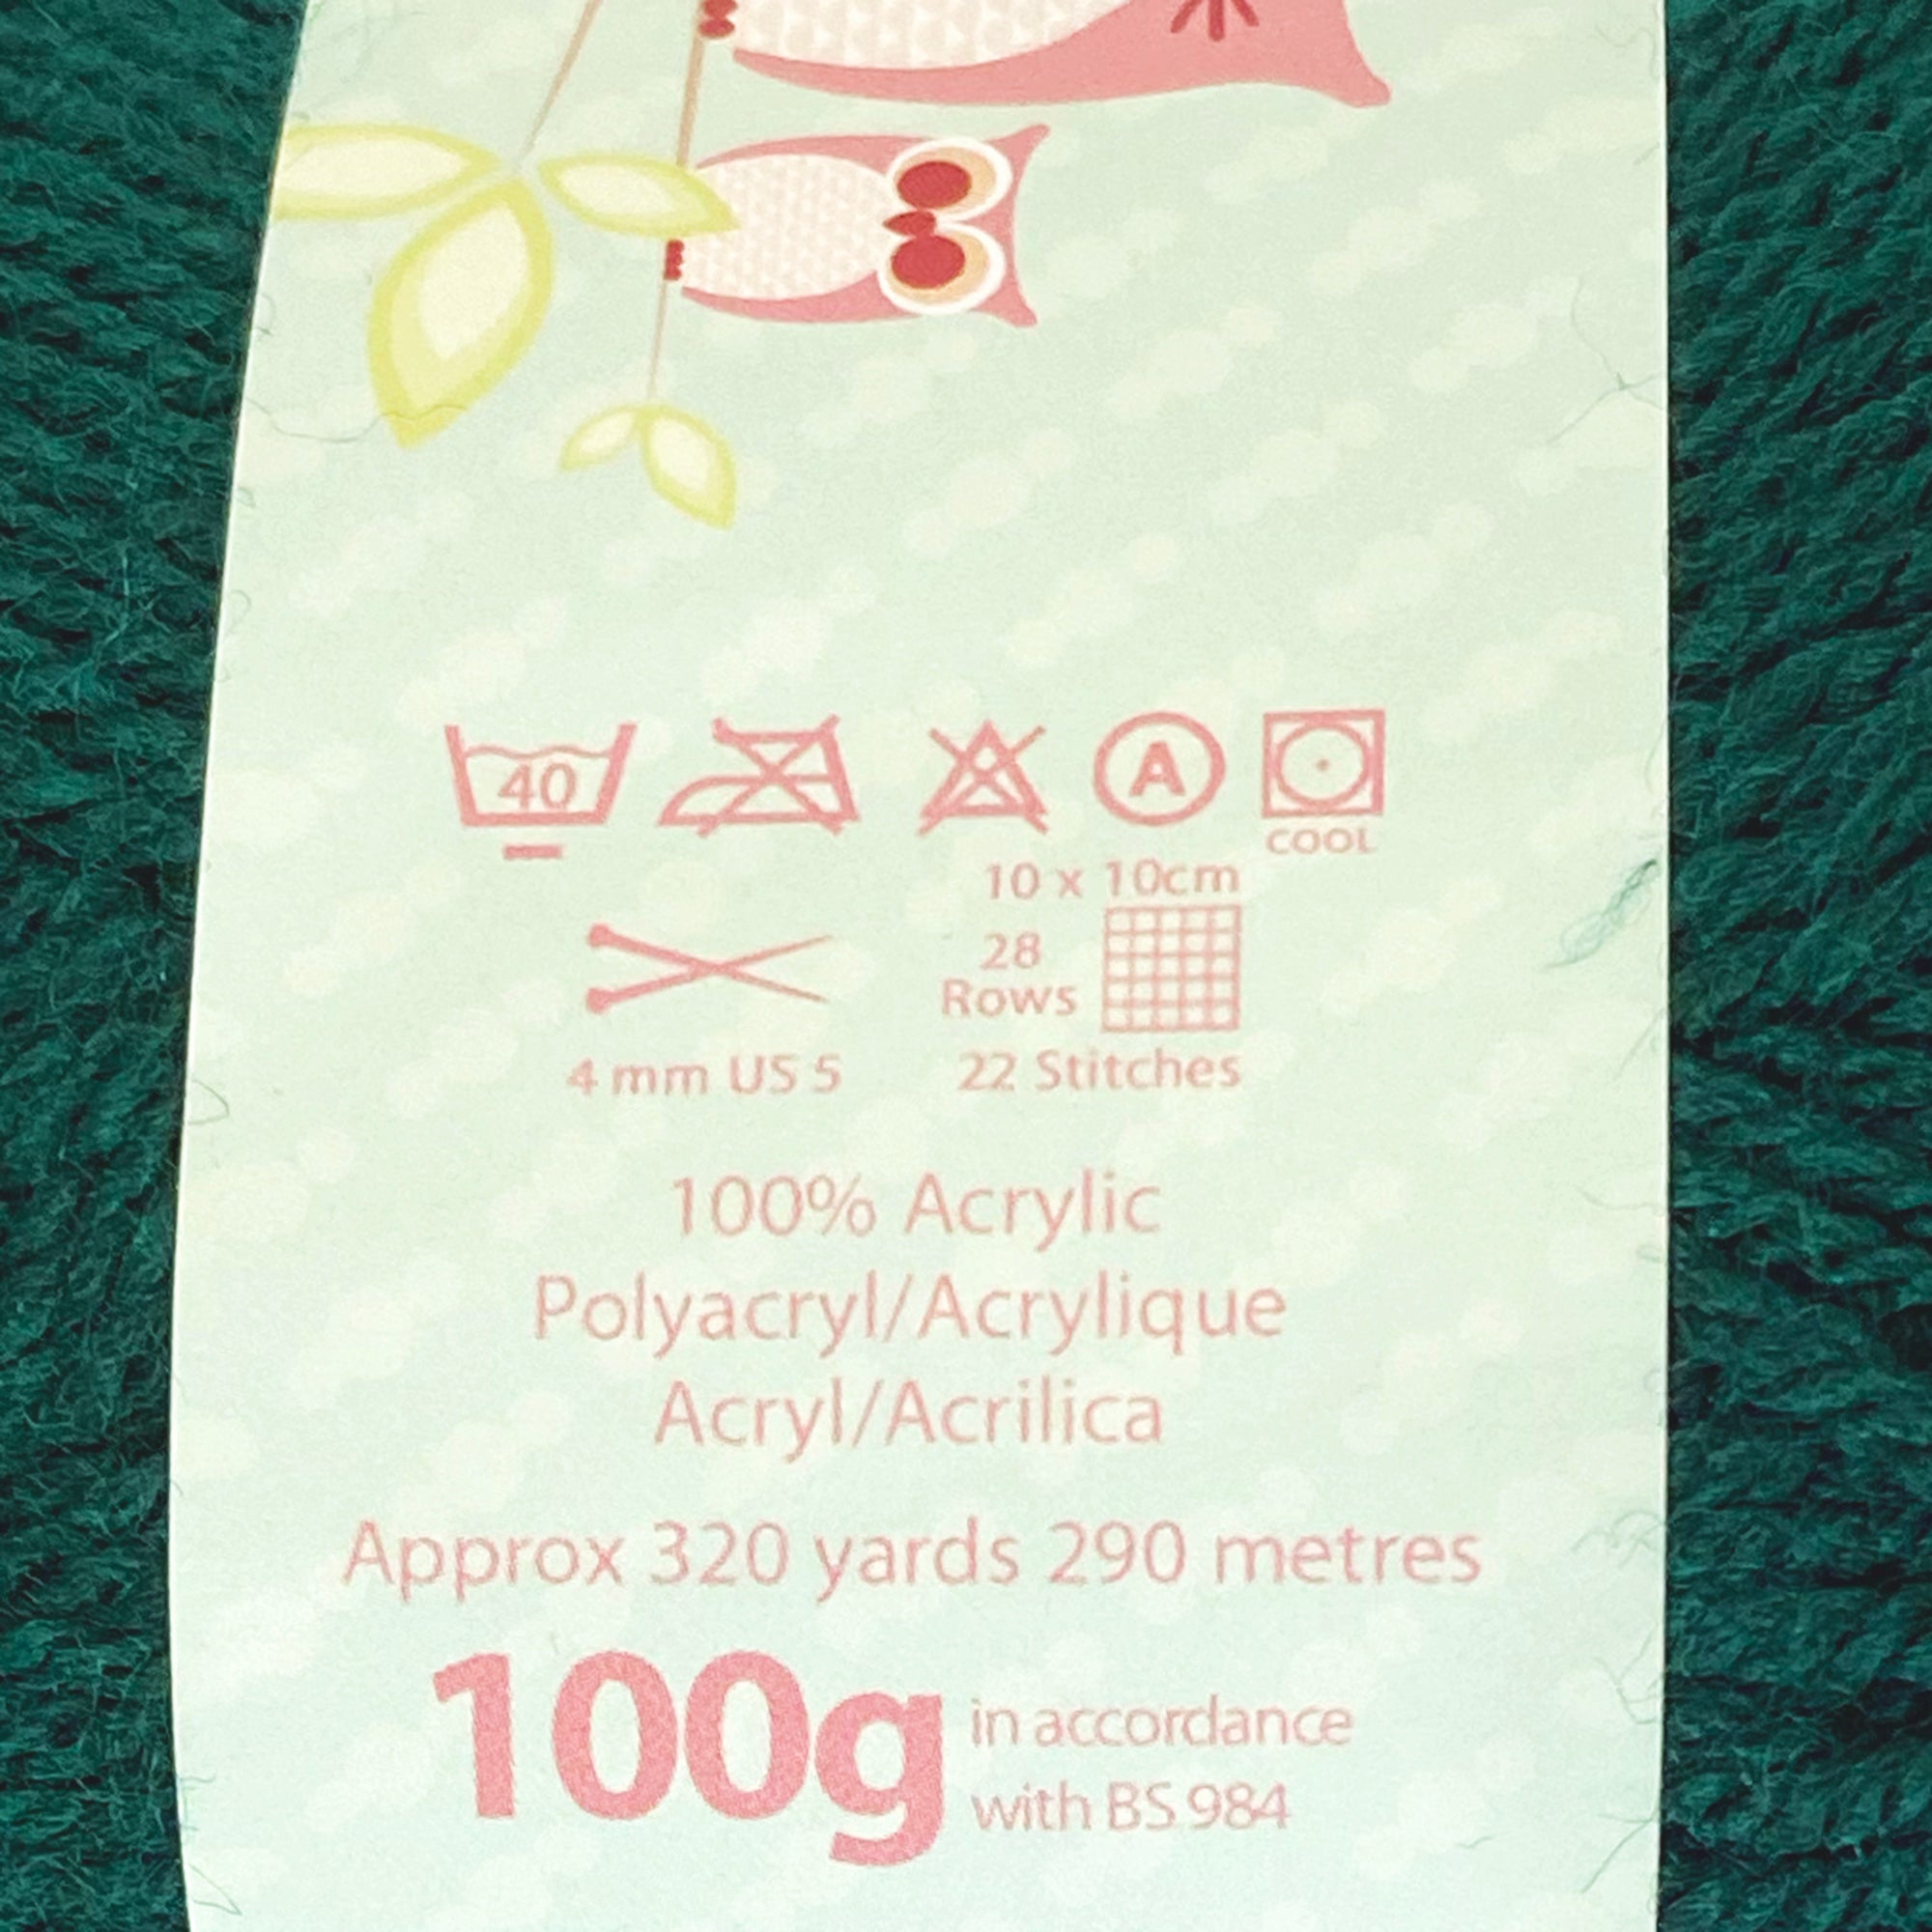 40
A
COOL
10 x 10cm
28
Rows
4 mm US 5
22 Stitches
100% Acrylic
Polyacryl/Acrylique
Acryl/Acrilica
Approx 320 yards 290 metres
100g
in accordance
with BS 984